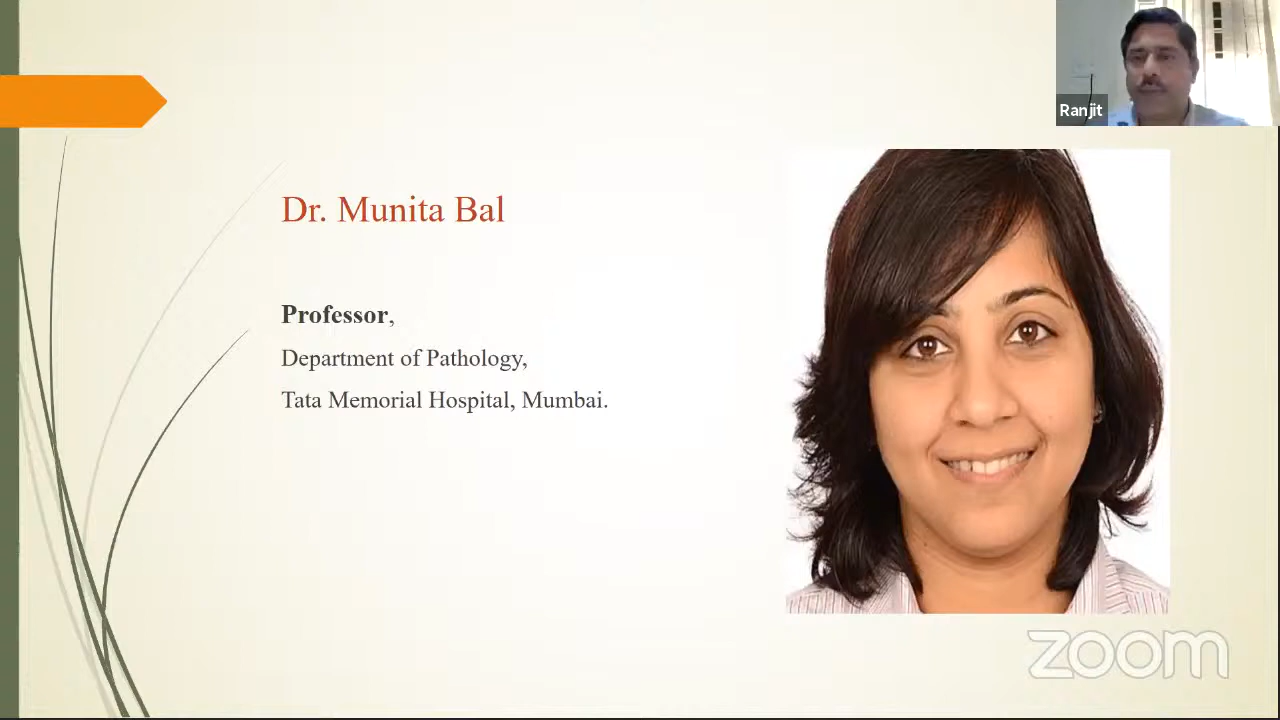 Ranjit
Dr. Munita Bal
Professor,
Department of Pathology,
Tata Memorial Hospital, Mumbai.
zoom